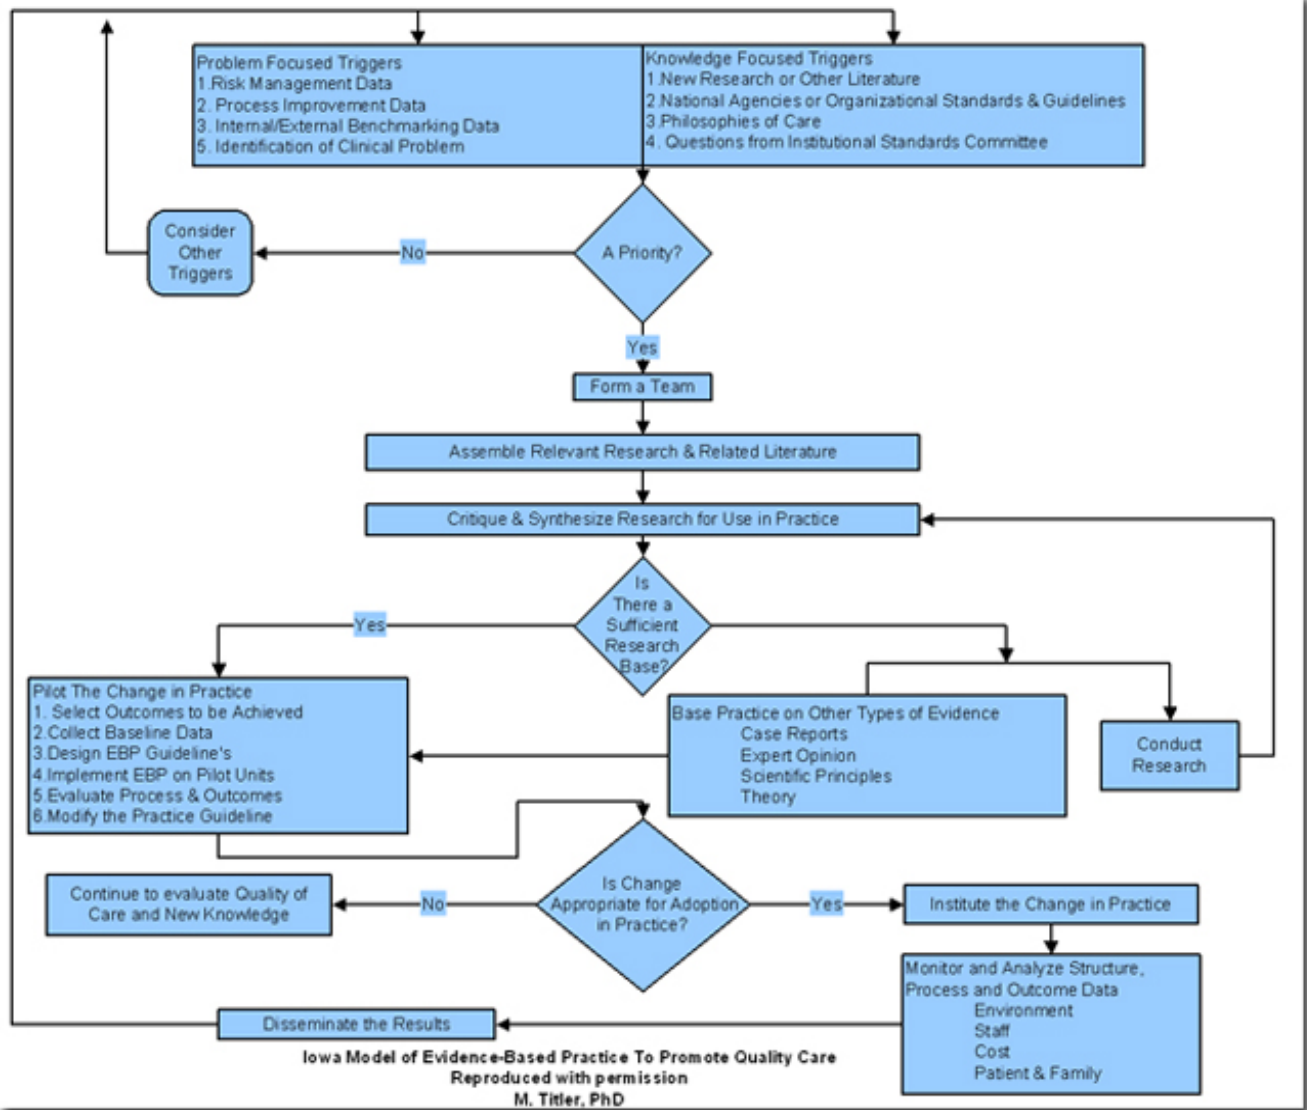 Problem Focused Triggers
1.Risk Management Data
2. Process Improvement Data
3. Internal/External Benchmarking Data
5. Identification of Clinical Problem
Knowledge Focused Triggers
1.New Research or Other Literature
2.National Agencies or Organizational Standards & Guidelines
3.Philosophies of Care
4. Questions from Institutional Standards Committee
Consider
Other
Triggers
No
A Priority?
Yes
Form a Team
Assemble Relevant Research & Related Literature
Critique & Synthesize Research for Use in Practice
Is
There a
Sufficient
Research
Base?
Yes
Pilot The Change in Practice
1. Select Outcomes to be Achieved
2.Collect Baseline Data
3.Design EBP Guideline's
4.Implement EBP on Pilot Units
5.Evaluate Process & Outcomes
6.Modify the Practice Guideline
Base Practice on Other Types of Evidence
Case Reports
Expert Opinion
Scientific Principles
Theory
Conduct
Research
Continue to evaluate Quality of
Care and New Knowledge
No
Is Change
Appropriate for Adoption
in Practice?
Yes
Institute the Change in Practice
Monitor and Analyze Structure,
Process and Outcome Data
Environment
Staff
Cost
Patient & Family
Disseminate the Results
Iowa Model of Evidence-Based Practice To Promote Quality Care
Reproduced with permission
M. Titler, PhD